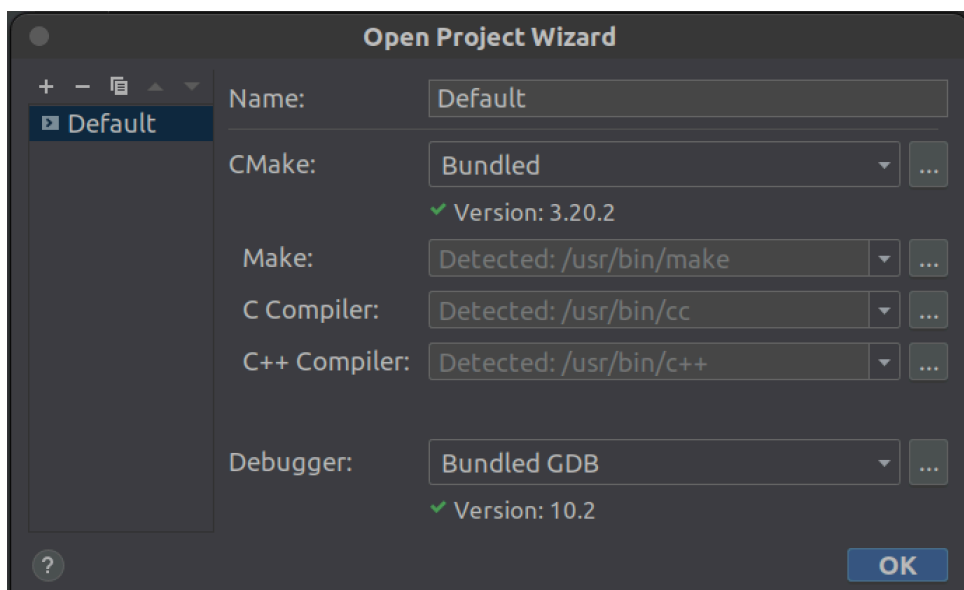 Open Project Wizard
Default
Name:
Default
CMake:
Bundled
...
Version: 3.20.2
Make:
Detected: /usr/bin/make
...
C Compiler:
Detected: /usr/bin/cc
...
C++ Compiler:
Detected: /usr/bin/c++
...
Debugger:
Bundled GDB
...
Version: 10.2
?
OK